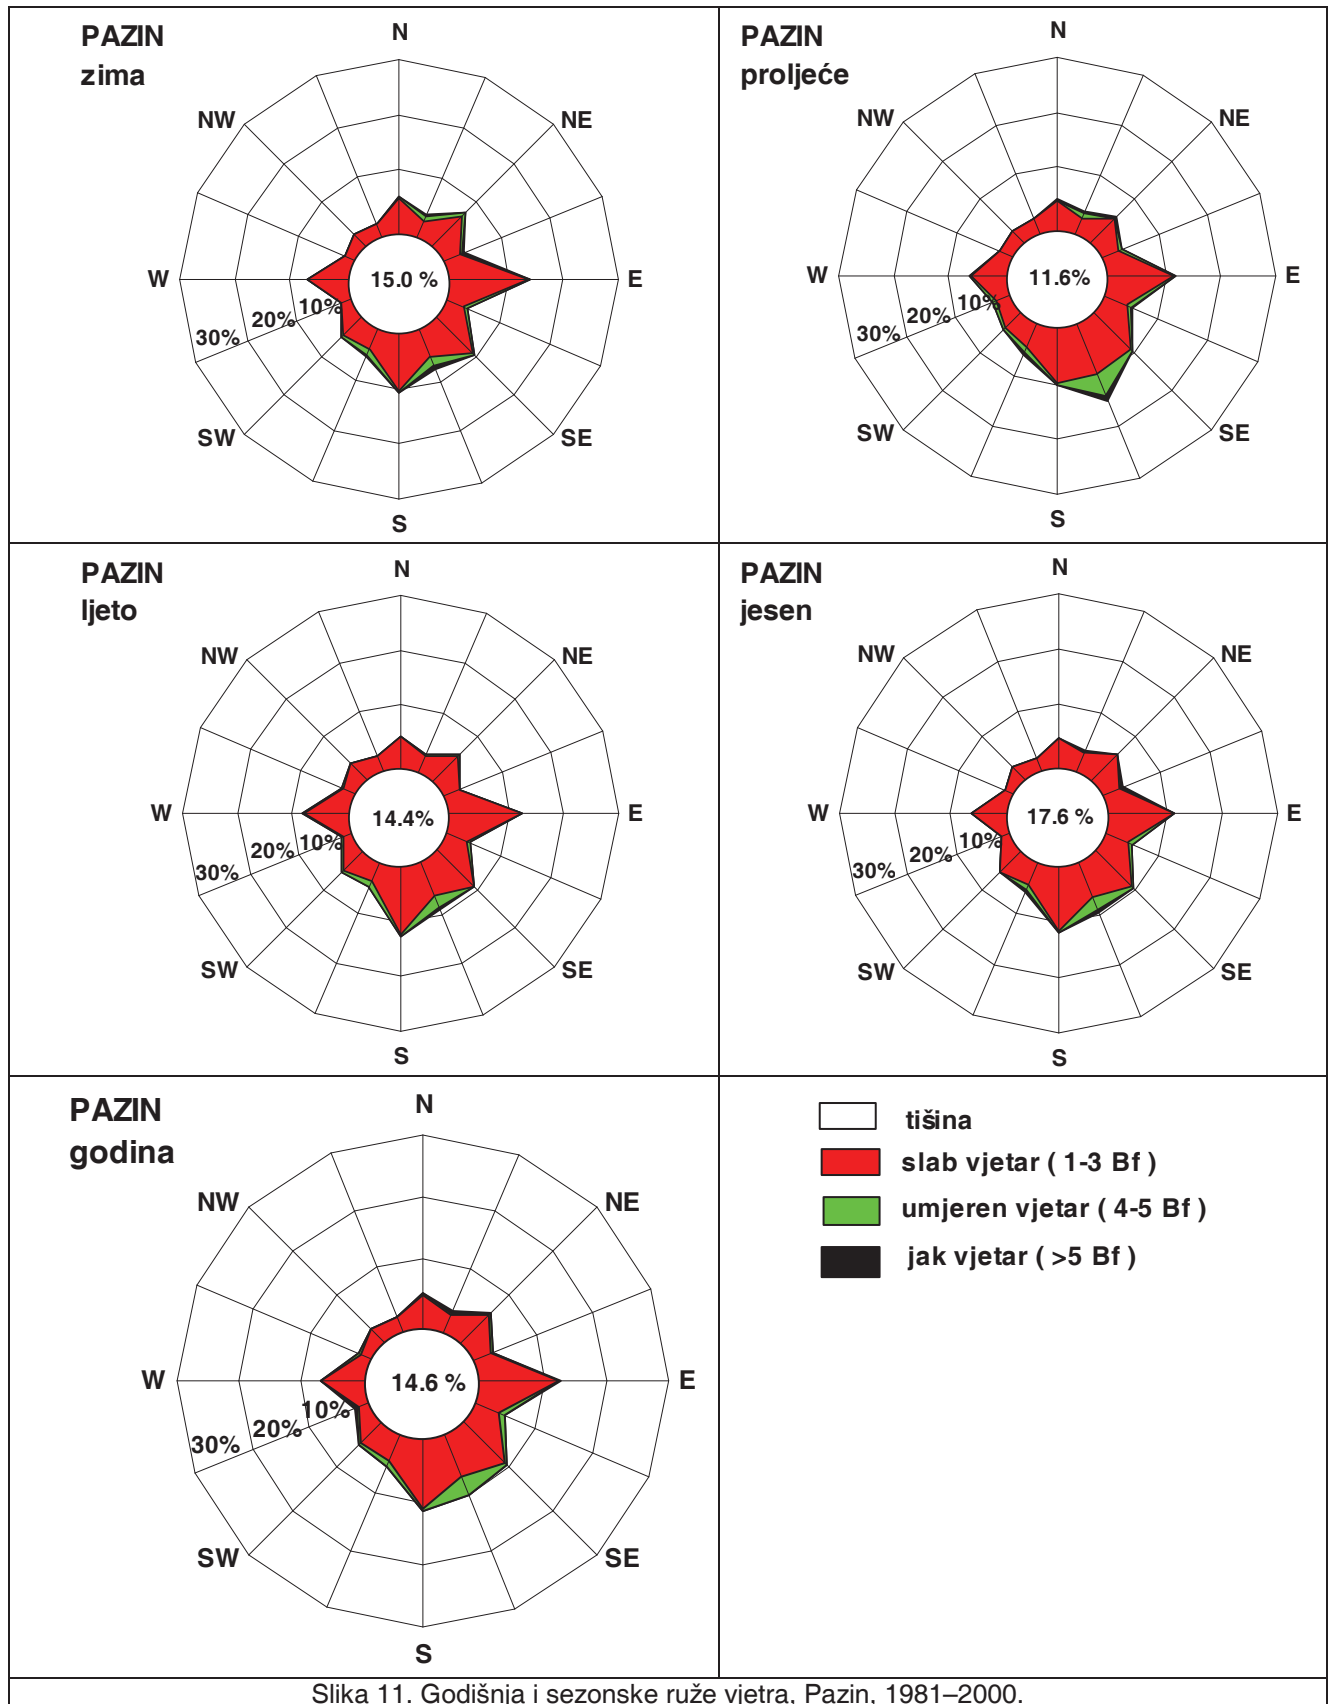 PAZIN
zima
N
NW
NE
W
15.0 %
E
10%
20%
30%
SW
SE
S
PAZIN
proljeće
N
NW
NE
W
11.6%
E
10%
20%
30%
SW
SE
S
PAZIN
ljeto
N
NW
NE
W
14.4%
E
10%
20%
30%
SW
SE
S
PAZIN
jesen
N
NW
NE
W
17.6 %
E
10%
20%
30%
SW
SE
S
PAZIN
godina
N
NW
NE
W
14.6 %
E
10%
20%
30%
SW
SE
S
tišina
slab vjetar ( 1-3 Bf )
umjeren vjetar ( 4-5 Bf )
jak vjetar ( >5 Bf )
Slika 11. Godišnja i sezonske ruže vjetra, Pazin, 1981–2000.